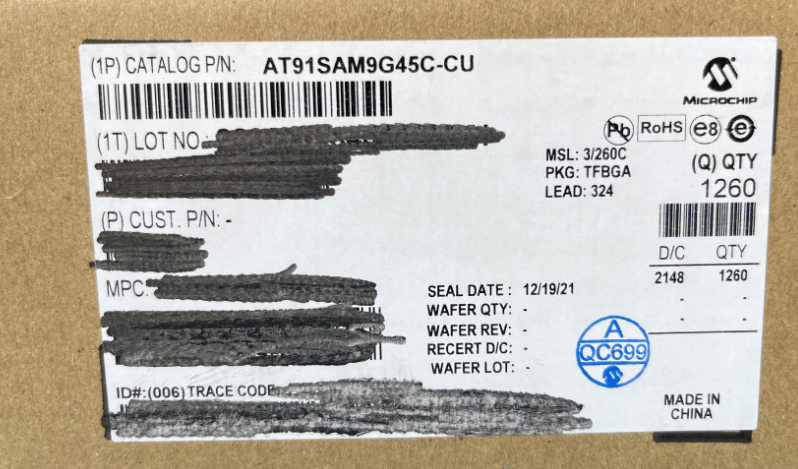 (1P) CATALOG P/N: AT91SAM9G45C-CU
MICROCHIP
(1T) LOT NO.:
Pb RoHS e8 e
MSL: 3/260C
PKG: TFBGA
LEAD: 324
(Q) QTY
1260
(P) CUST. P/N: -
D/C QTY
2148 1260
- -
- -
MPC:
SEAL DATE : 12/19/21
WAFER QTY: -
WAFER REV: -
RECERT D/C: -
WAFER LOT: -
A
QC699
ID#:(006) TRACE CODE
MADE IN
CHINA